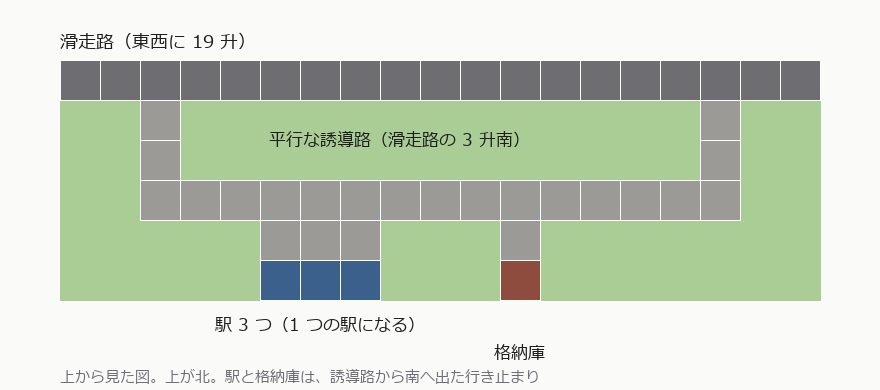 滑走路（東西に 19 升）
平行な誘導路（滑走路の 3 升南）
駅 3 つ（1 つの駅になる）
格納庫
上から見た図。上が北。駅と格納庫は、誘導路から南へ出た行き止まり